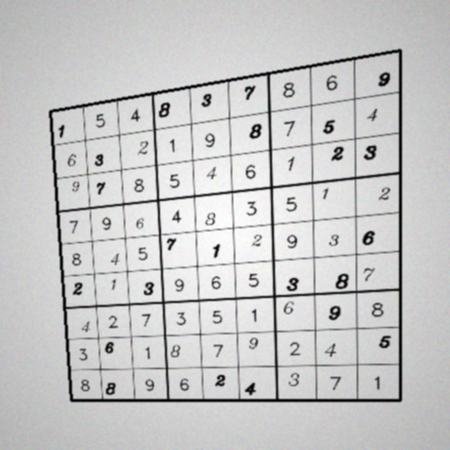 1 5 4 8 3 7 8 6 9
6 3 2 1 9 8 7 5 4
9 7 8 5 4 6 1 2 3
7 9 6 4 8 3 5 1 2
8 4 5 7 1 2 9 3 6
2 1 3 9 6 5 3 8 7
4 2 7 3 5 1 6 9 8
3 6 1 8 7 9 2 4 5
8 8 9 6 2 4 3 7 1